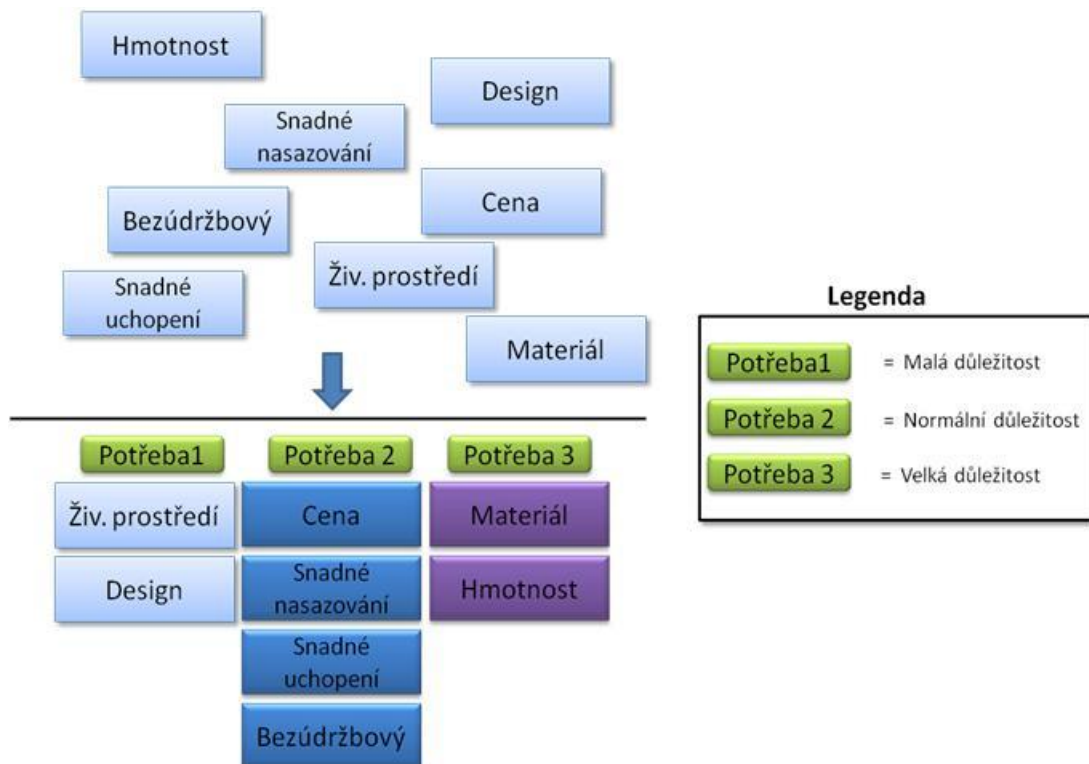 Hmotnost
Design
Snadné
nasazování
Cena
Bezúdržbový
Živ. prostředí
Snadné
uchopení
Materiál
Legenda
Potřeba1 = Malá důležitost
Potřeba 2 = Normální důležitost
Potřeba 3 = Velká důležitost
Potřeba1 Potřeba 2 Potřeba 3
Živ. prostředí Cena Materiál
Design
Snadné
nasazování
Hmotnost
Snadné
uchopení
Bezúdržbový